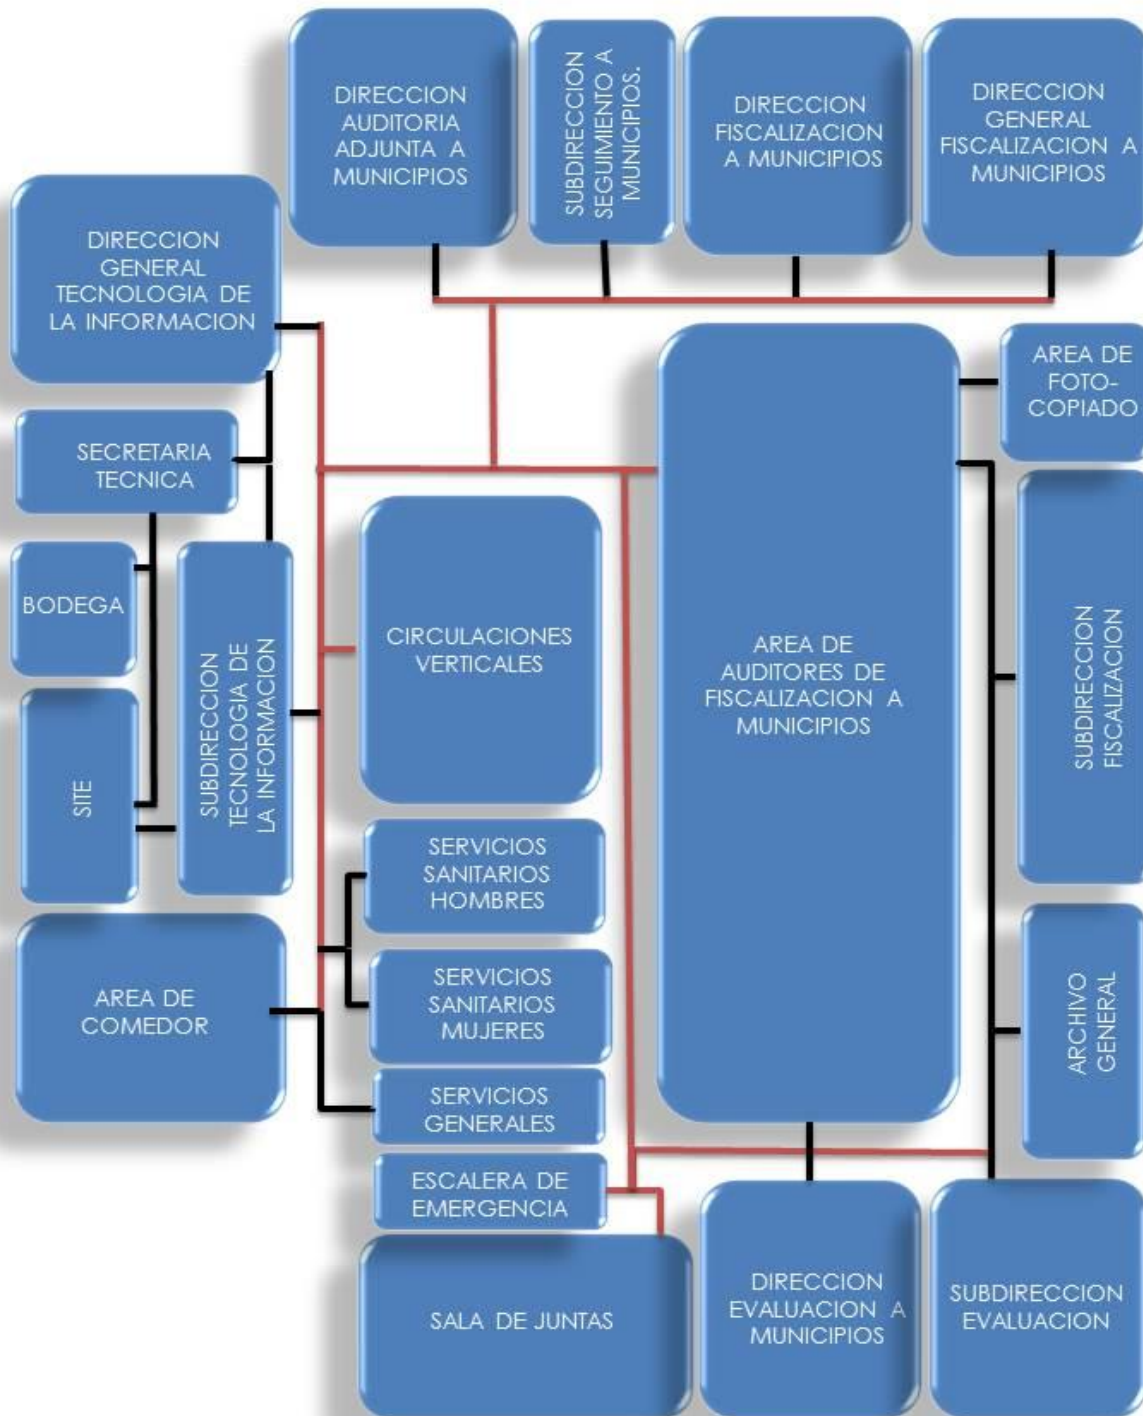 DIRECCION
AUDITORIA
ADJUNTA A
MUNICIPIOS
SUBDIRECCION
SEGUIMIENTO A
MUNICIPIOS.
DIRECCION
FISCALIZACION
A MUNICIPIOS
DIRECCION
GENERAL
FISCALIZACION A
MUNICIPIOS
DIRECCION
GENERAL
TECNOLOGIA DE
LA INFORMACION
AREA DE
FOTO-
COPIADO
SECRETARIA
TECNICA
BODEGA
SUBDIRECCION
TECNOLOGIA DE
LA INFORMACION
CIRCULACIONES
VERTICALES
AREA DE
AUDITORES DE
FISCALIZACION A
MUNICIPIOS
SUBDIRECCION
FISCALIZACION
SITE
SERVICIOS
SANITARIOS
HOMBRES
AREA DE
COMEDOR
SERVICIOS
SANITARIOS
MUJERES
ARCHIVO
GENERAL
SERVICIOS
GENERALES
ESCALERA DE
EMERGENCIA
SALA DE JUNTAS
DIRECCION
EVALUACION A
MUNICIPIOS
SUBDIRECCION
EVALUACION